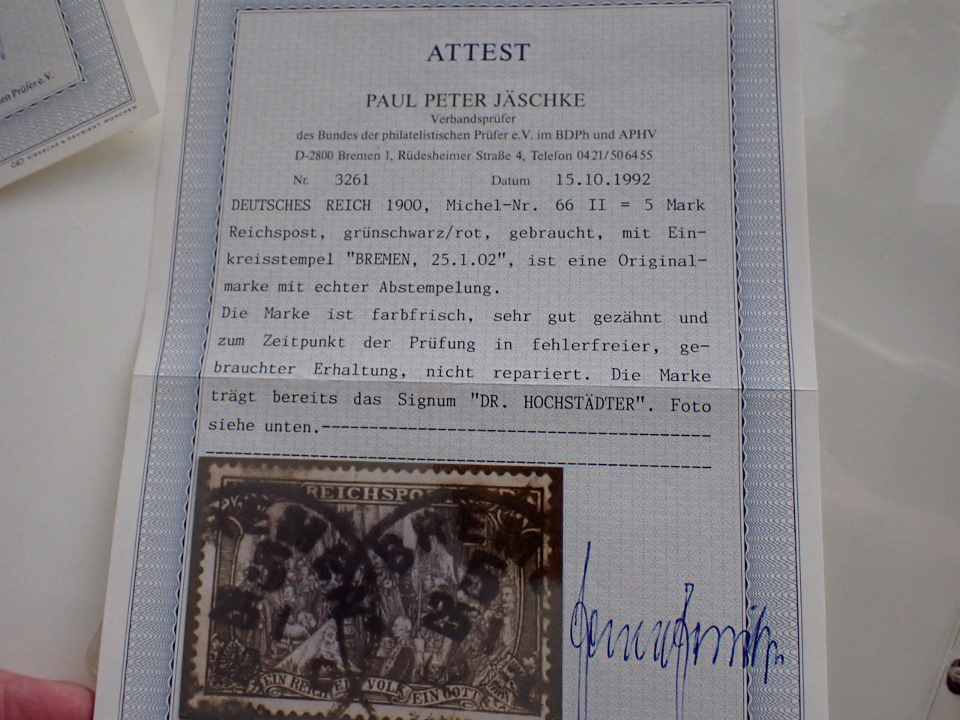 en Prüfer e.V.
ATTEST
PAUL PETER JÄSCHKE
Verbandsprüfer
des Bundes der philatelistischen Prüfer e.V. im BDPh und APHV
D-2800 Bremen 1, Rüdesheimer Straße 4, Telefon 0421/506455
Nr. 3261 Datum 15.10.1992
DEUTSCHES REICH 1900, Michel-Nr. 66 II = 5 Mark
Reichspost, grünschwarz/rot, gebraucht, mit Ein-
kreisstempel "BREMEN, 25.1.02", ist eine Original-
marke mit echter Abstempelung.
Die Marke ist farbfrisch, sehr gut gezähnt und
zum Zeitpunkt der Prüfung in fehlerfreier, ge-
brauchter Erhaltung, nicht repariert. Die Marke
trägt bereits das Signum "DR. HOCHSTÄDTER". Foto
siehe unten.
REICHSPO
BREM
EIN REICH EIN VOLK EIN GOTT